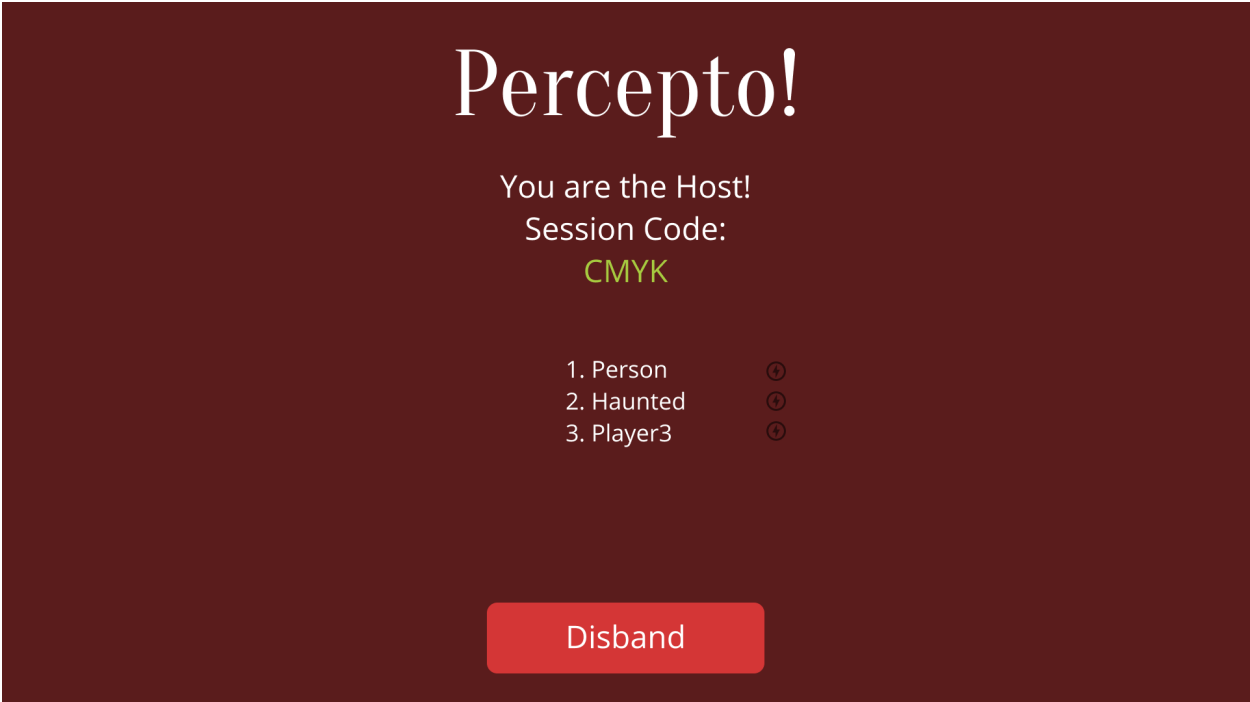 Percepto!
You are the Host!
Session Code:
CMYK
1. Person
2. Haunted
3. Player3
Disband